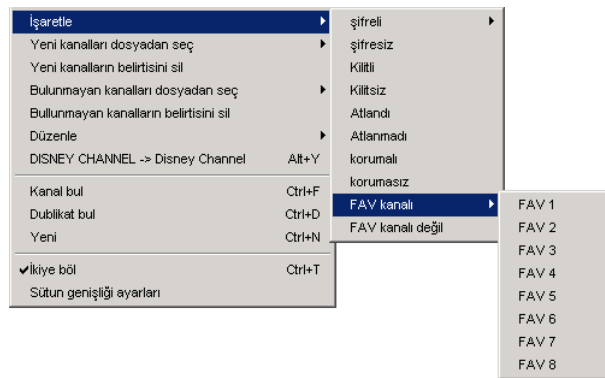 İşaretle
Yeni kanalları dosyadan seç
Yeni kanalların belirtisini sil
Bulunmayan kanalları dosyadan seç
Bullunmayan kanalların belirtisini sil
Düzenle
DISNEY CHANNEL -> Disney Channel Alt+Y
Kanal bul Ctrl+F
Dublikat bul Ctrl+D
Yeni Ctrl+N
İkiye böl Ctrl+T
Sütun genişliği ayarları
şifreli
şifresiz
Kilitli
Kilitsiz
Atlandı
Atlanmadı
korumalı
korumasız
FAV kanalı
FAV kanalı değil
FAV 1
FAV 2
FAV 3
FAV 4
FAV 5
FAV 6
FAV 7
FAV 8